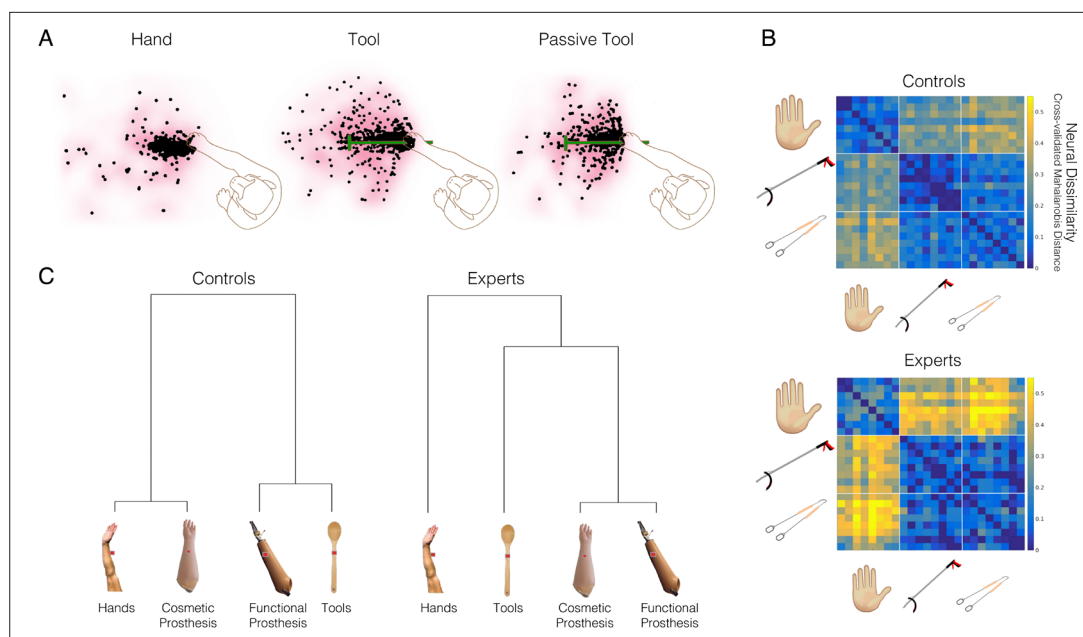 A
Hand
Tool
Passive Tool
B
Controls
0.5
0.4
0.3
0.2
0.1
0
Neural Dissimilarity
Cross-validated Mahalanobis Distance
Experts
0.5
0.4
0.3
0.2
0.1
0
C
Controls
Experts
Hands
Cosmetic
Prosthesis
Functional
Prosthesis
Tools
Hands
Tools
Cosmetic
Prosthesis
Functional
Prosthesis